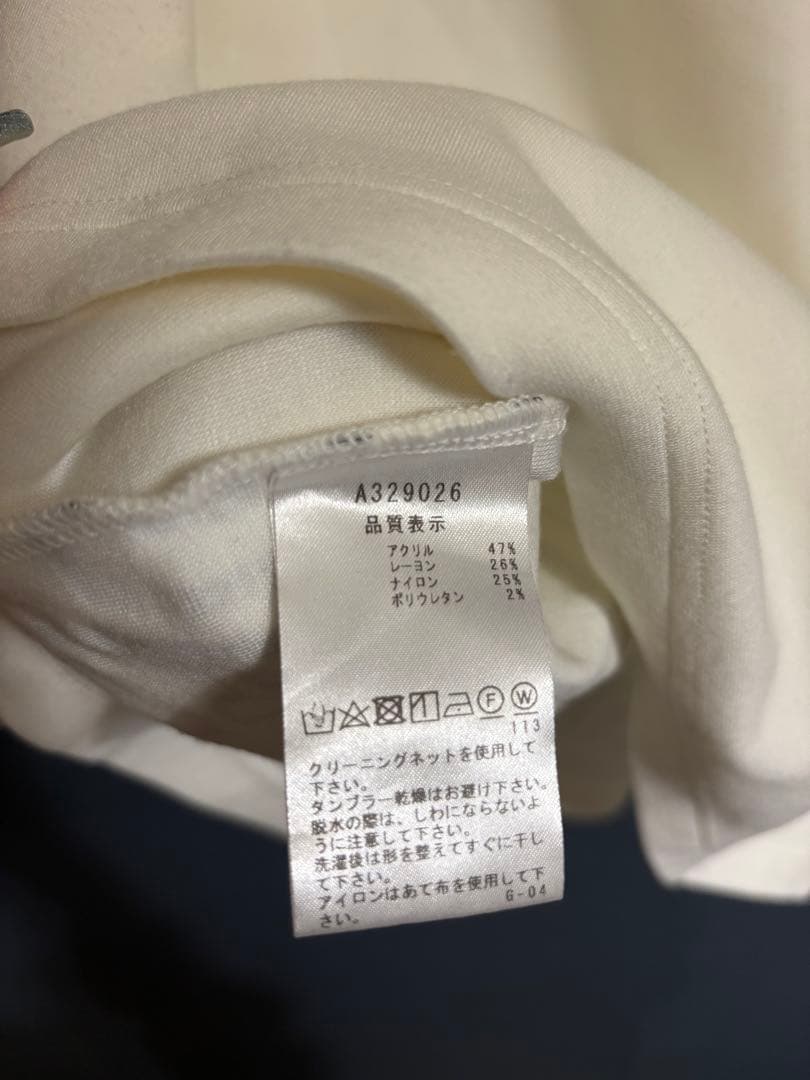 A329026
品質表示
アクリル 47%
レーヨン 26%
ナイロン 25%
ポリウレタン 2%
F W
113
クリーニングネットを使用して
下さい。
タンブラー乾燥はお避け下さい。
脱水の際は、しわにならないよ
うに注意して下さい。
洗濯後は形を整えてすぐに干し
て下さい。
アイロンはあて布を使用して下
さい。 G-04